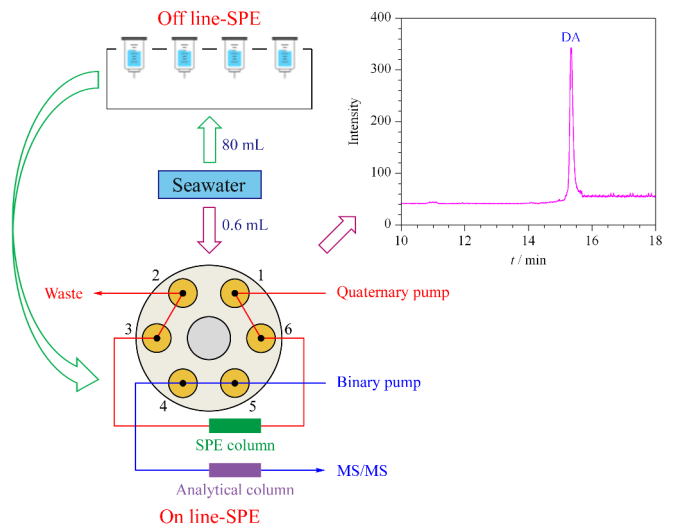 Off line-SPE
80 mL
Seawater
0.6 mL
400
300
200
100
0
Intensity
DA
10
12
14
16
18
t / min
2
1
Waste
Quaternary pump
3
6
Binary pump
4
5
SPE column
MS/MS
Analytical column
On line-SPE